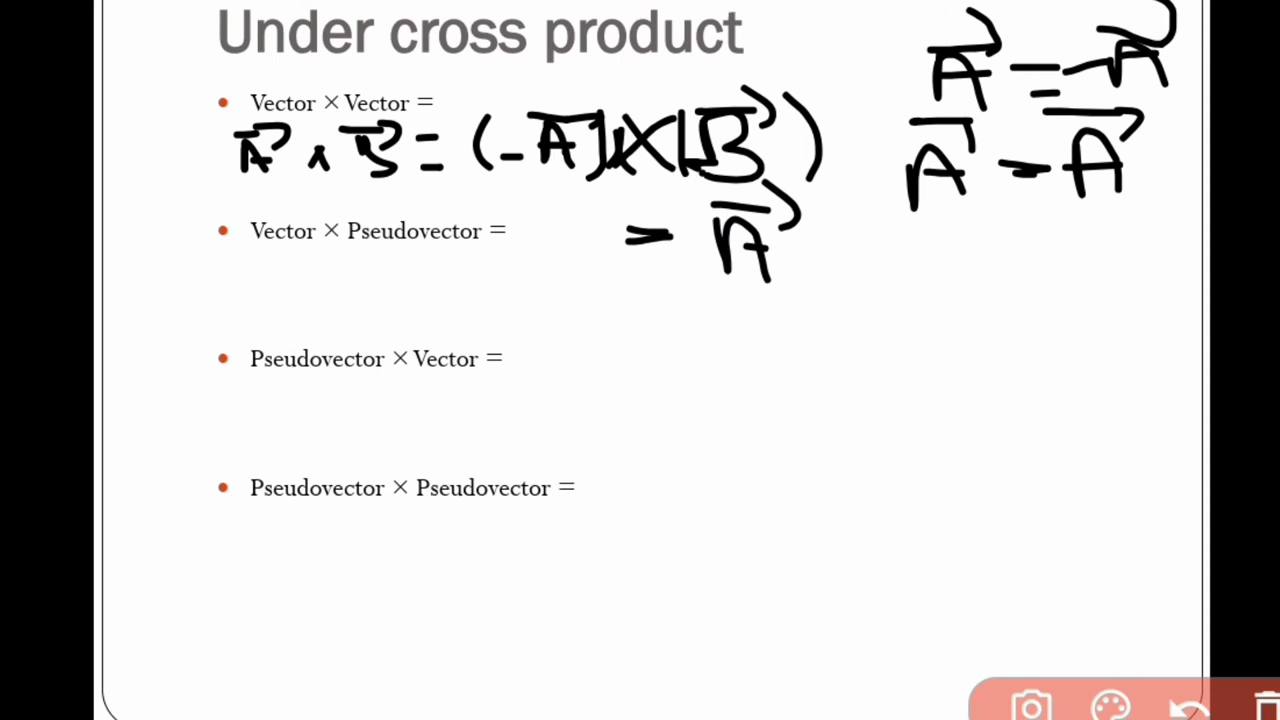 Under cross product
A⃗ = -A⃗
• Vector × Vector =
A⃗ × B⃗ = (-A⃗) × (-B⃗)
A⃗ = A⃗
• Vector × Pseudovector =
= A⃗
• Pseudovector × Vector =
• Pseudovector × Pseudovector =